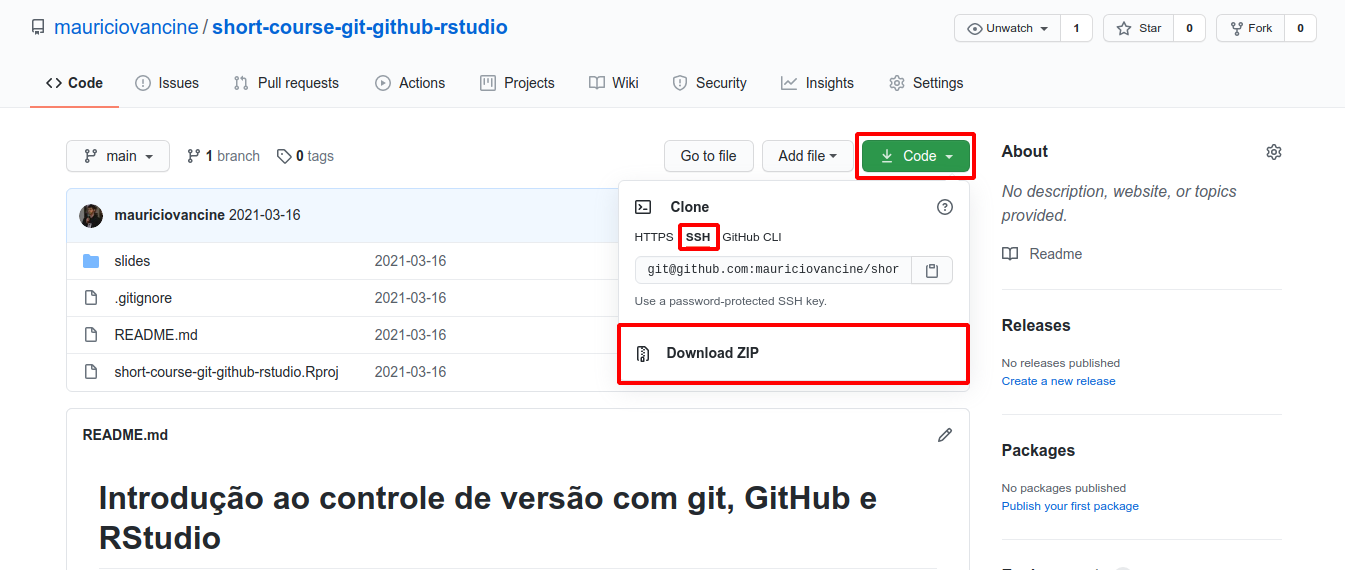 mauriciovancine / short-course-git-github-rstudio
Unwatch 1 Star 0 Fork 0
Code Issues Pull requests Actions Projects Wiki Security Insights Settings
main 1 branch 0 tags Go to file Add file Code
mauriciovancine 2021-03-16
slides 2021-03-16
.gitignore 2021-03-16
README.md 2021-03-16
short-course-git-github-rstudio.Rproj 2021-03-16
Clone
HTTPS SSH GitHub CLI
git@github.com:mauriciovancine/shor
Use a password-protected SSH key.
Download ZIP
README.md
Introdução ao controle de versão com git, GitHub e
RStudio
About
No description, website, or topics
provided.
Readme
Releases
No releases published
Create a new release
Packages
No packages published
Publish your first package